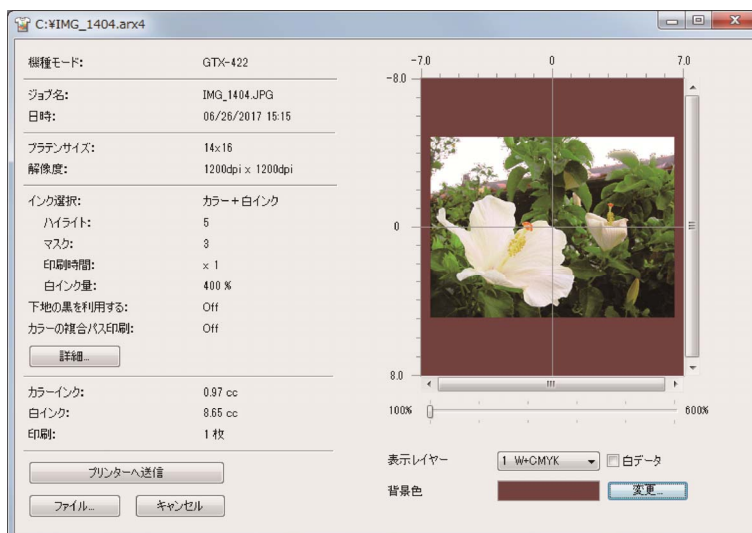 C:¥IMG_1404.arx4
機種モード: GTX-422
ジョブ名: IMG_1404.JPG
日時: 06/26/2017 15:15
プラテンサイズ: 14x16
解像度: 1200dpi x 1200dpi
インク選択: カラー+白インク
ハイライト: 5
マスク: 3
印刷時間: x 1
白インク量: 400 %
下地の黒を利用する: Off
カラーの複合パス印刷: Off
詳細...
カラーインク: 0.97 cc
白インク: 8.65 cc
印刷: 1 枚
プリンターへ送信
ファイル... キャンセル
-7.0 0 7.0
-8.0
0
8.0
100% 600%
表示レイヤー 1 W+CMYK 白データ
背景色 変更...